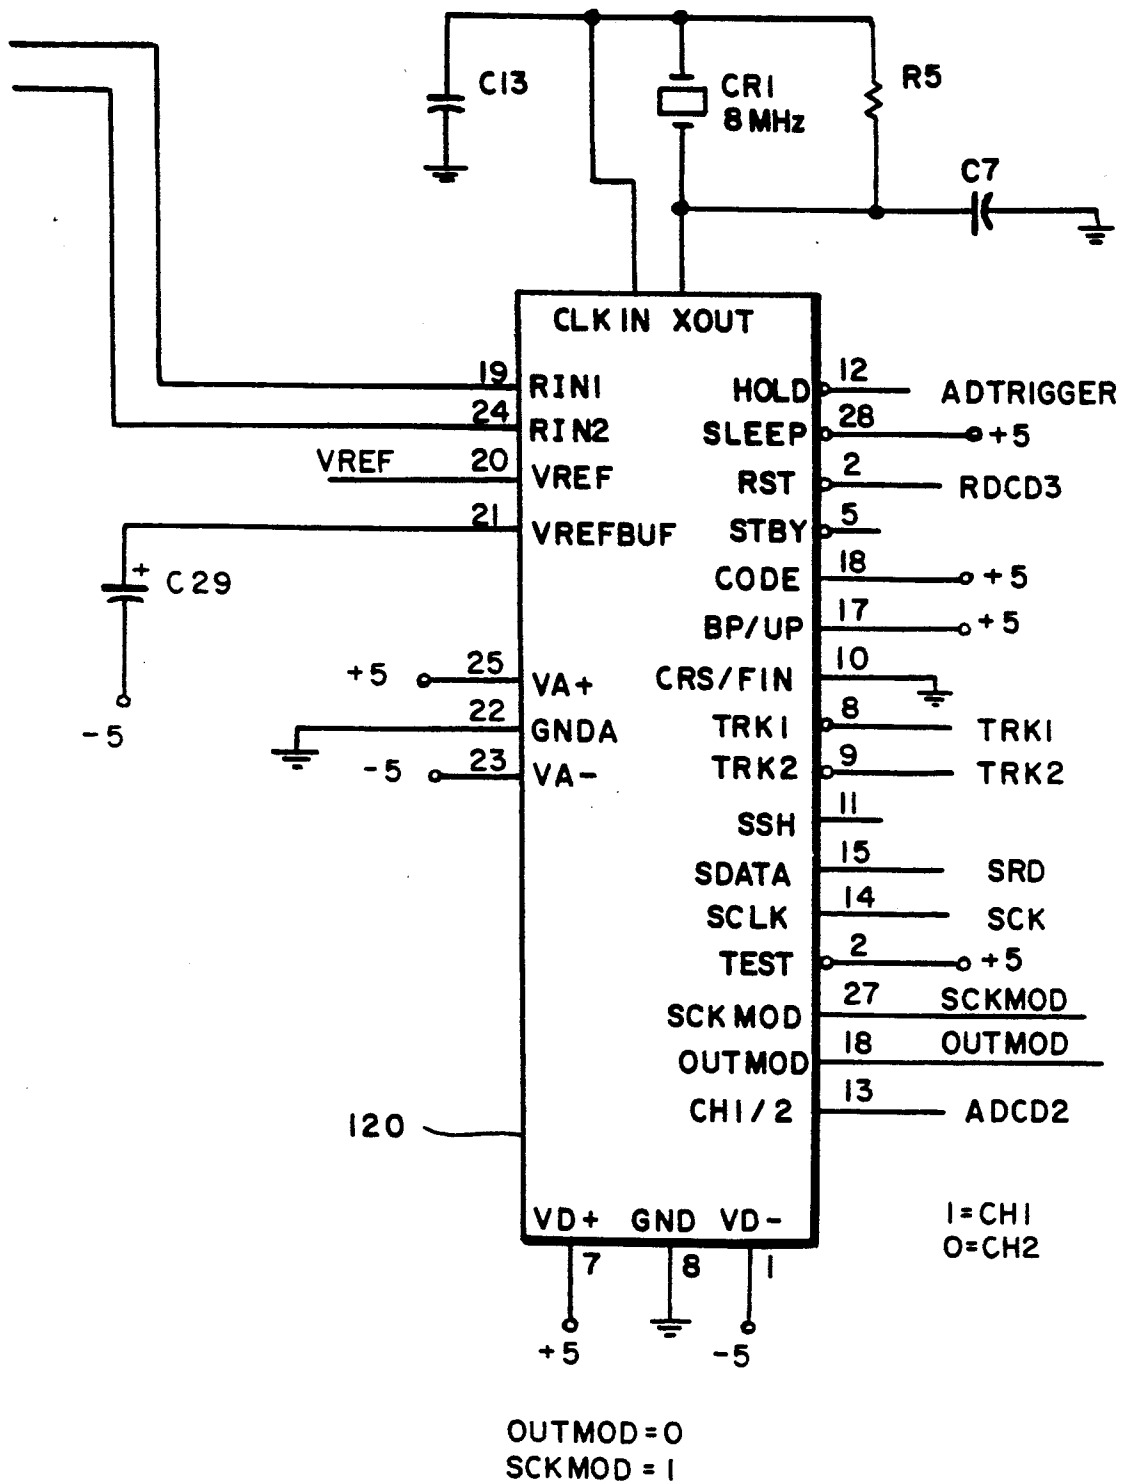 C13
CR1
8MHz
R5
C7
CLKIN XOUT
19 RIN1
24 RIN2
VREF 20 VREF
21 VREFBUF
+ C29
-5
+5 25 VA+
22 GNDA
-5 23 VA-
HOLD 12 ADTRIGGER
SLEEP 28 +5
RST 2 RDCD3
STBY 5
CODE 18 +5
BP/UP 17 +5
CRS/FIN 10
TRK1 8 TRK1
TRK2 9 TRK2
SSH 11
SDATA 15 SRD
SCLK 14 SCK
TEST 2 +5
SCKMOD 27 SCKMOD
OUTMOD 18 OUTMOD
CH1/2 13 ADCD2
120
1=CH1
0=CH2
VD+ GND VD-
7 8 1
+5 -5
OUTMOD=0
SCKMOD=1